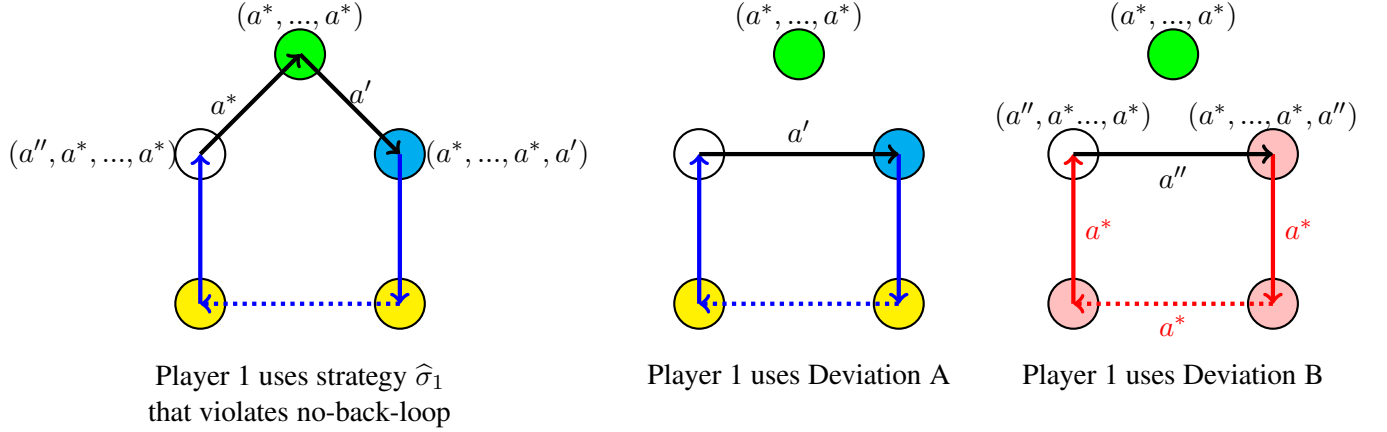 (a*, ..., a*)
a*
a′
(a″, a*, ..., a*)
(a*, ..., a*, a′)
Player 1 uses strategy σ̂₁
that violates no-back-loop
(a*, ..., a*)
a′
Player 1 uses Deviation A
(a*, ..., a*)
(a″, a*..., a*)
(a*, ..., a*, a″)
a″
a*
a*
a*
Player 1 uses Deviation B